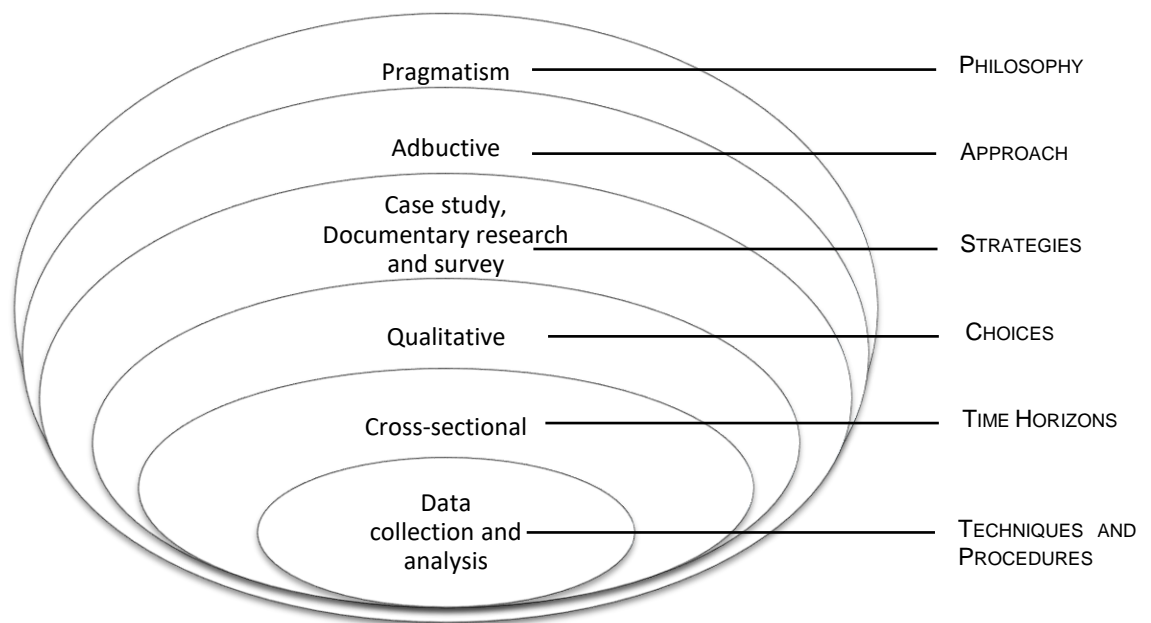 Pragmatism
PHILOSOPHY
Adbuctive
APPROACH
Case study,
Documentary research
and survey
STRATEGIES
Qualitative
CHOICES
Cross-sectional
TIME HORIZONS
Data
collection and
analysis
TECHNIQUES AND
PROCEDURES